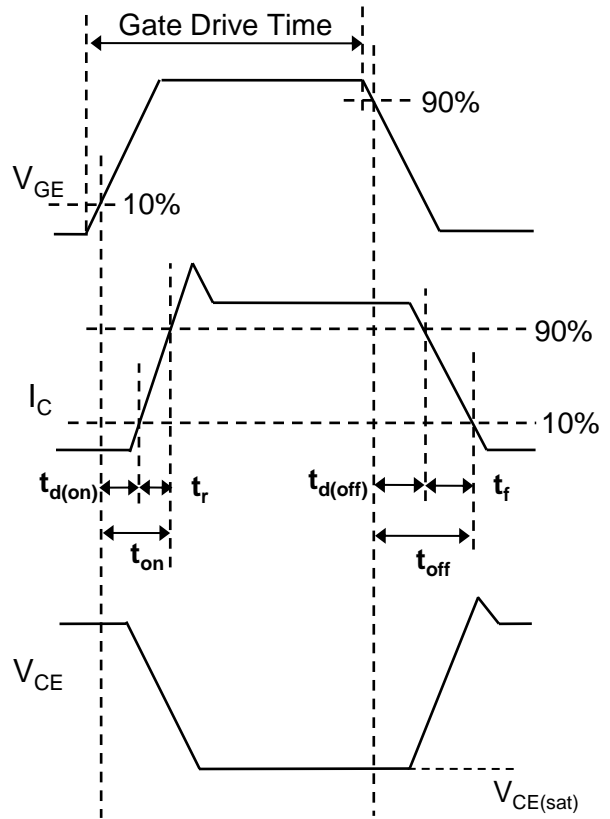 Gate Drive Time
90%
V_GE
10%
90%
I_C
10%
t_d(on)
t_r
t_d(off)
t_f
t_on
t_off
V_CE
V_CE(sat)